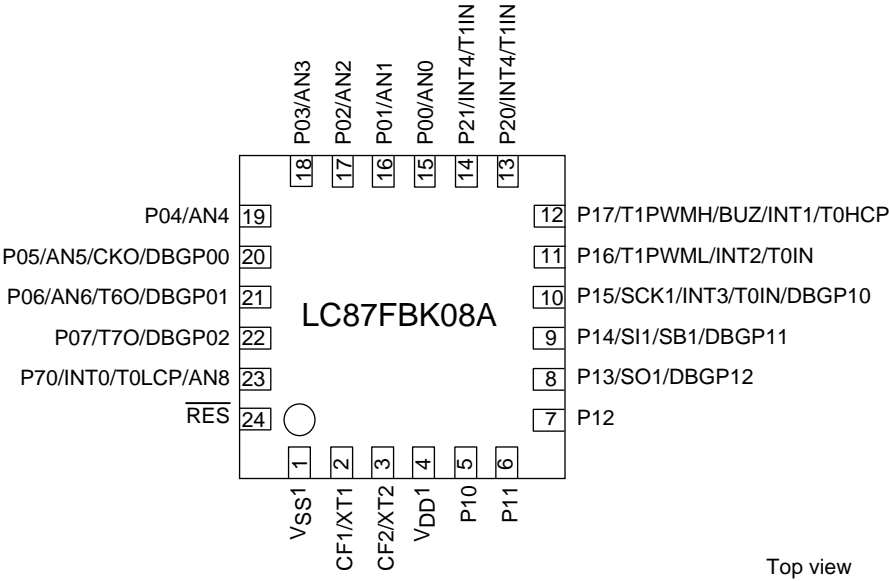 P03/AN3
P02/AN2
P01/AN1
P00/AN0
P21/INT4/T1IN
P20/INT4/T1IN
18
17
16
15
14
13
P04/AN4 19
12 P17/T1PWMH/BUZ/INT1/T0HCP
P05/AN5/CKO/DBGP00 20
11 P16/T1PWML/INT2/T0IN
P06/AN6/T6O/DBGP01 21
LC87FBK08A
10 P15/SCK1/INT3/T0IN/DBGP10
P07/T7O/DBGP02 22
9 P14/SI1/SB1/DBGP11
P70/INT0/T0LCP/AN8 23
8 P13/SO1/DBGP12
RES 24
7 P12
1
2
3
4
5
6
VSS1
CF1/XT1
CF2/XT2
VDD1
P10
P11
Top view